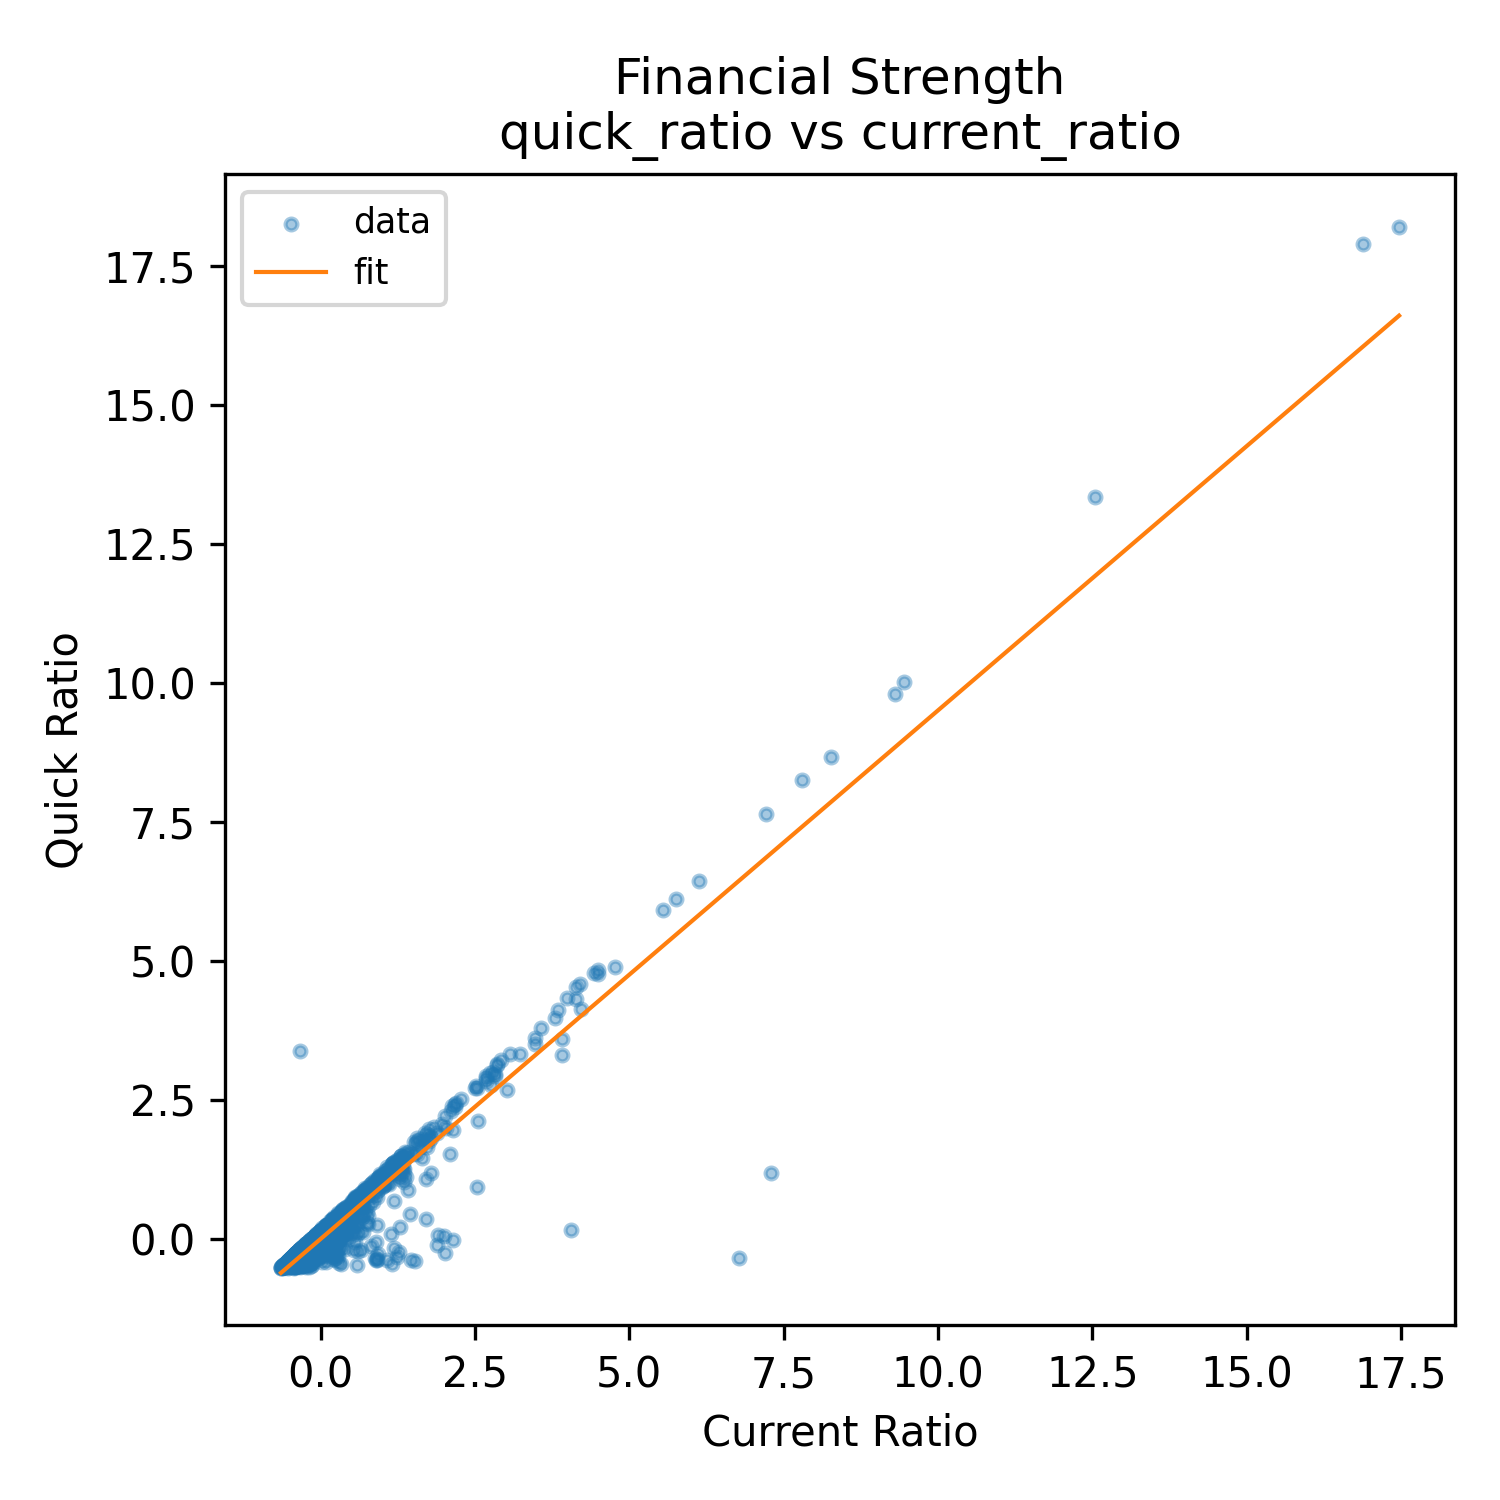 Financial Strength
quick_ratio vs current_ratio
data
fit
17.5
15.0
12.5
10.0
7.5
5.0
2.5
0.0
Quick Ratio
0.0 2.5 5.0 7.5 10.0 12.5 15.0 17.5
Current Ratio